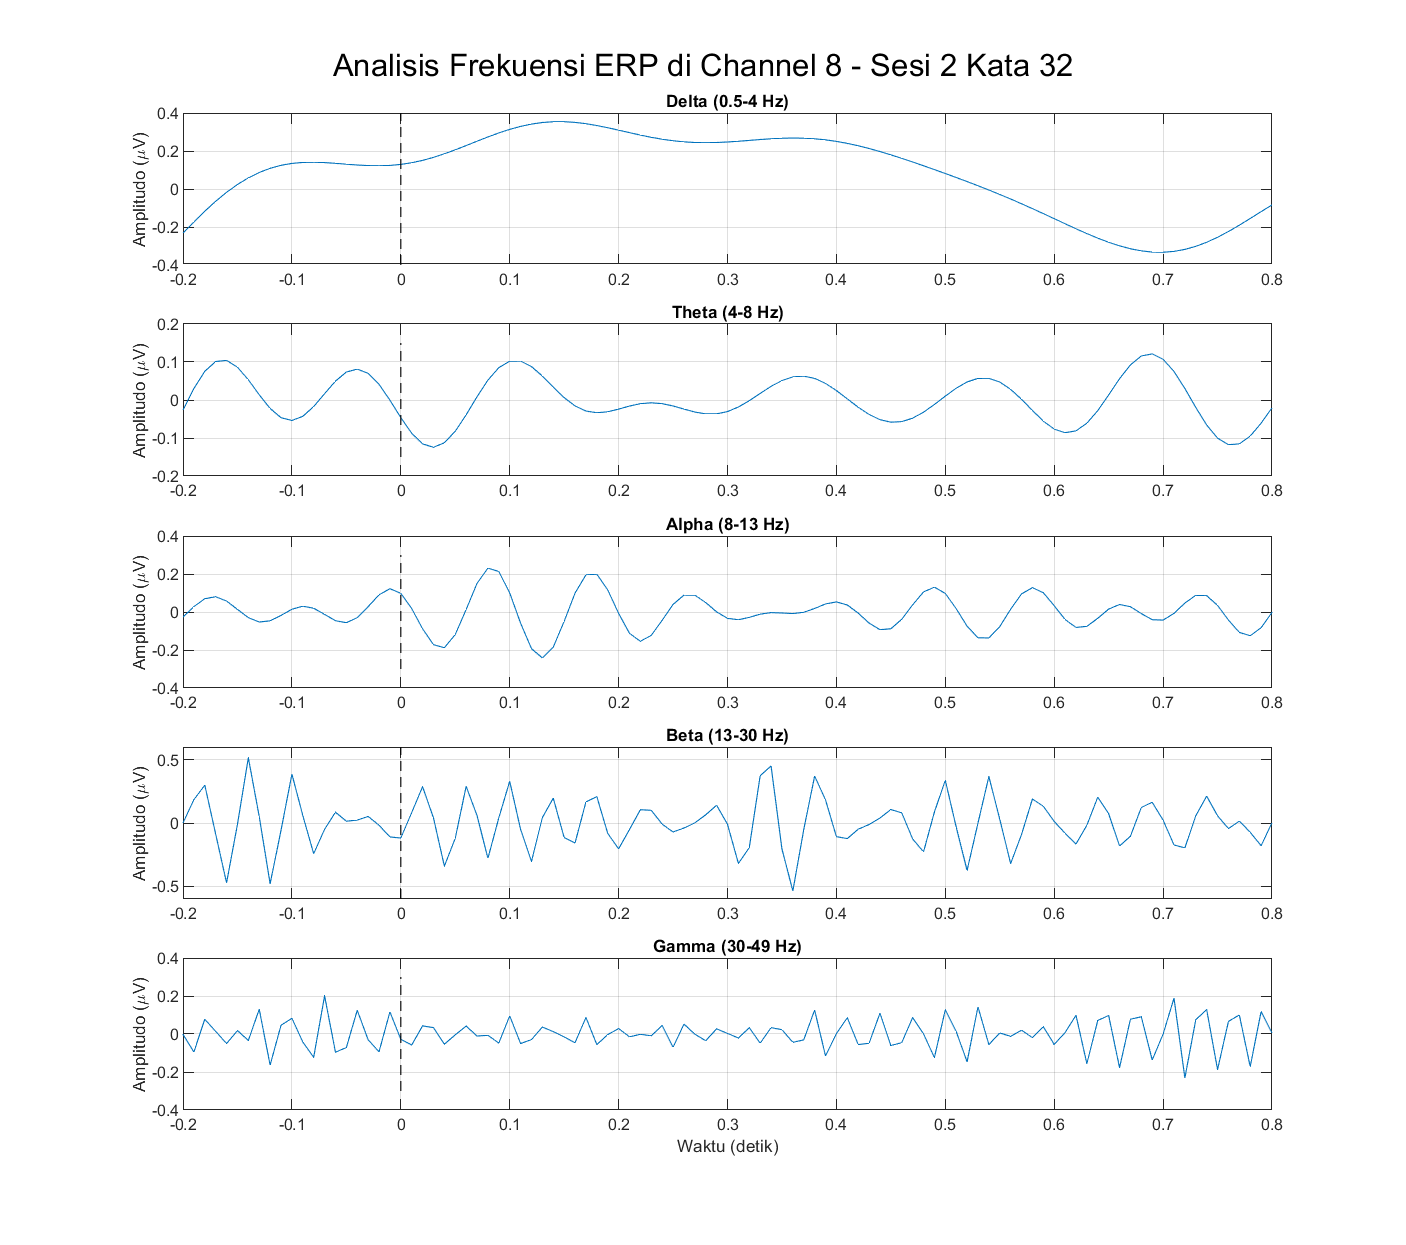 Analisis Frekuensi ERP di Channel 8 - Sesi 2 Kata 32
Delta (0.5-4 Hz)
Amplitudo (μV)
0.4
0.2
0
-0.2
-0.4
-0.2 -0.1 0 0.1 0.2 0.3 0.4 0.5 0.6 0.7 0.8
Theta (4-8 Hz)
Amplitudo (μV)
0.2
0.1
0
-0.1
-0.2
-0.2 -0.1 0 0.1 0.2 0.3 0.4 0.5 0.6 0.7 0.8
Alpha (8-13 Hz)
Amplitudo (μV)
0.4
0.2
0
-0.2
-0.4
-0.2 -0.1 0 0.1 0.2 0.3 0.4 0.5 0.6 0.7 0.8
Beta (13-30 Hz)
Amplitudo (μV)
0.5
0
-0.5
-0.2 -0.1 0 0.1 0.2 0.3 0.4 0.5 0.6 0.7 0.8
Gamma (30-49 Hz)
Amplitudo (μV)
0.4
0.2
0
-0.2
-0.4
-0.2 -0.1 0 0.1 0.2 0.3 0.4 0.5 0.6 0.7 0.8
Waktu (detik)